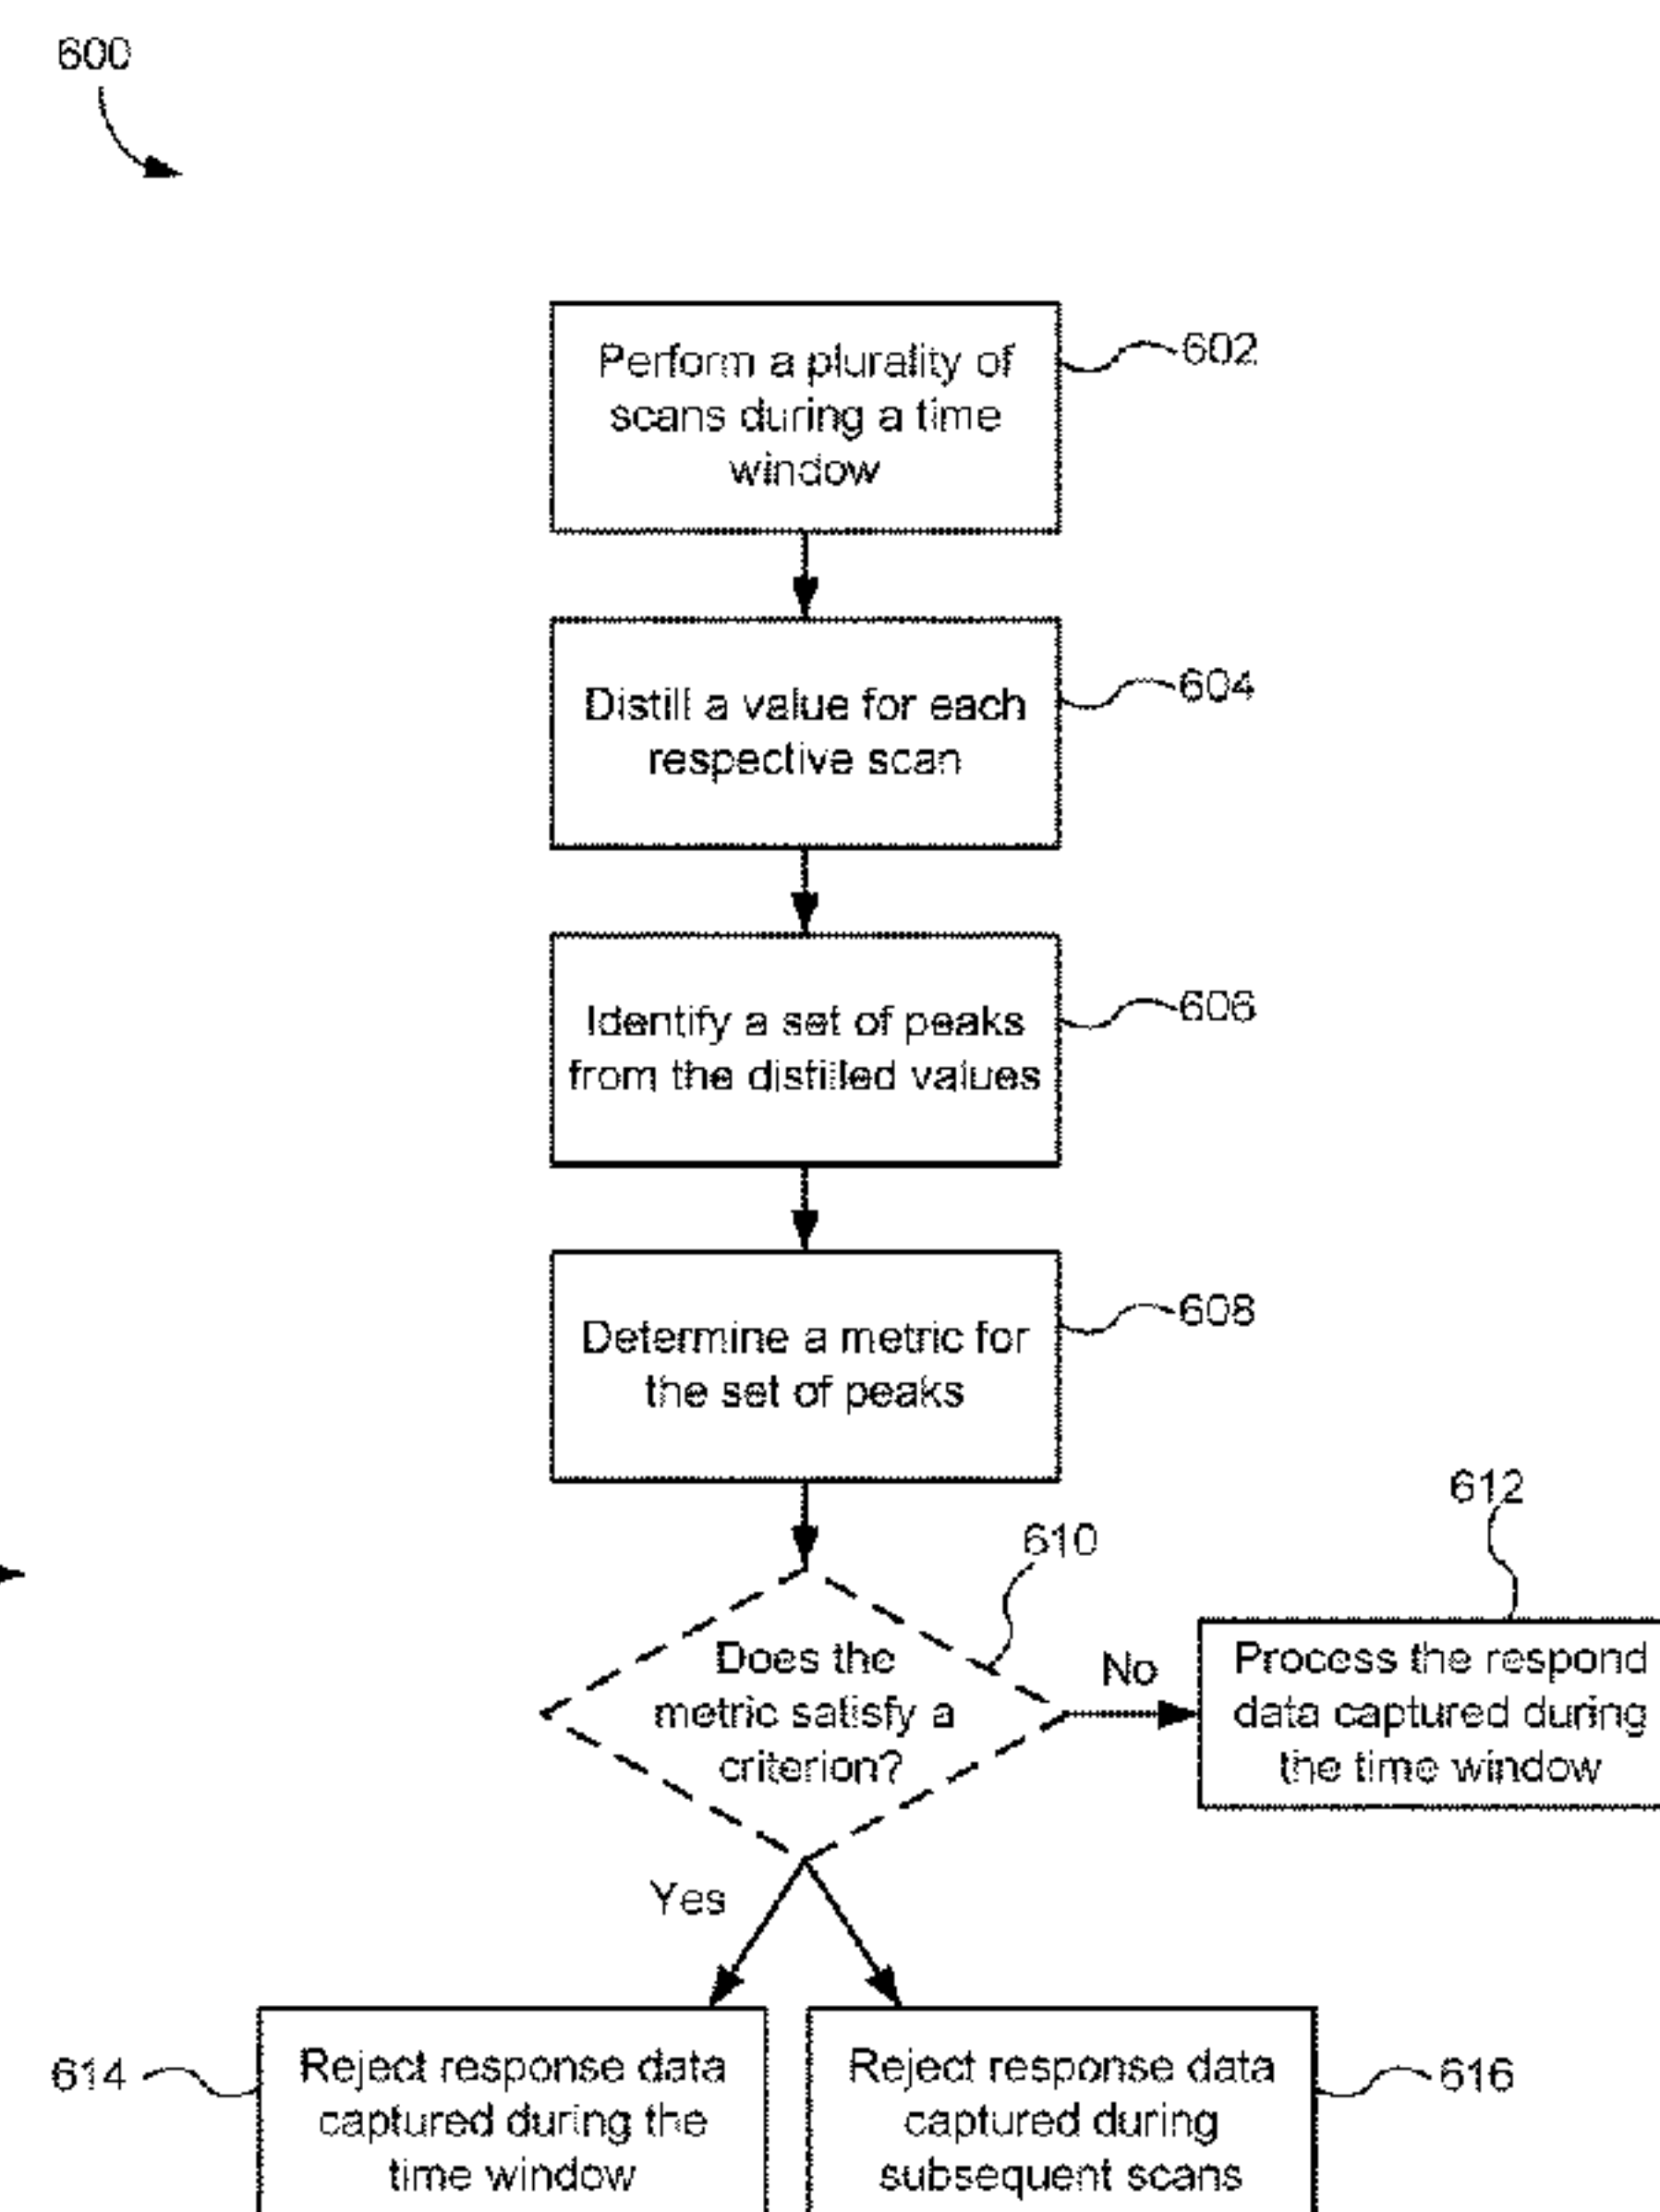 600
Perform a plurality of
scans during a time
window
602
Distill a value for each
respective scan
604
Identify a set of peaks
from the distilled values
606
Determine a metric for
the set of peaks
608
610
612
Does the
metric satisfy a
criterion?
No
Process the respond
data captured during
the time window
Yes
614
Reject response data
captured during the
time window
Reject response data
captured during
subsequent scans
616